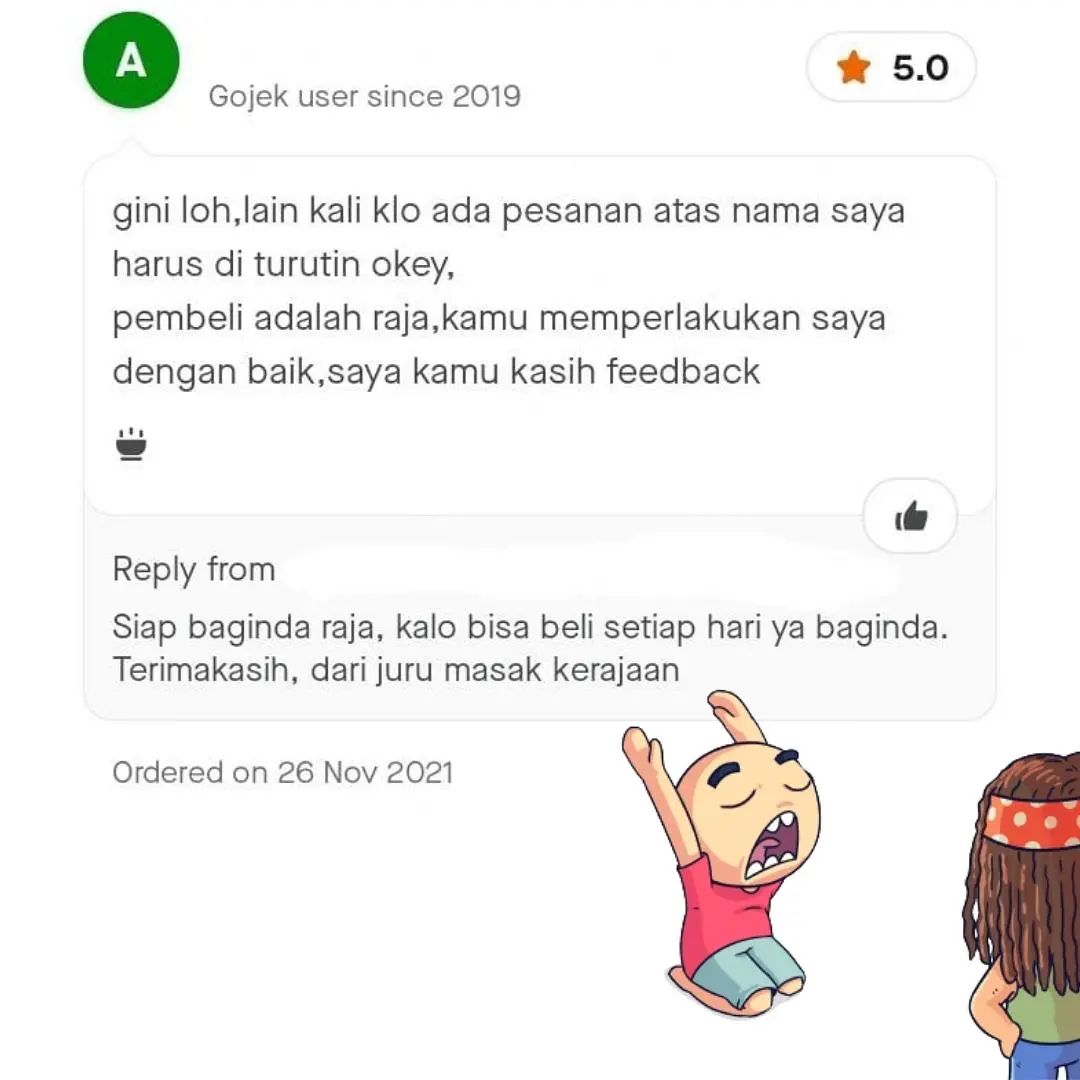 A
Gojek user since 2019
5.0
gini loh,lain kali klo ada pesanan atas nama saya
harus di turutin okey,
pembeli adalah raja,kamu memperlakukan saya
dengan baik,saya kamu kasih feedback
Reply from
Siap baginda raja, kalo bisa beli setiap hari ya baginda.
Terimakasih, dari juru masak kerajaan
Ordered on 26 Nov 2021